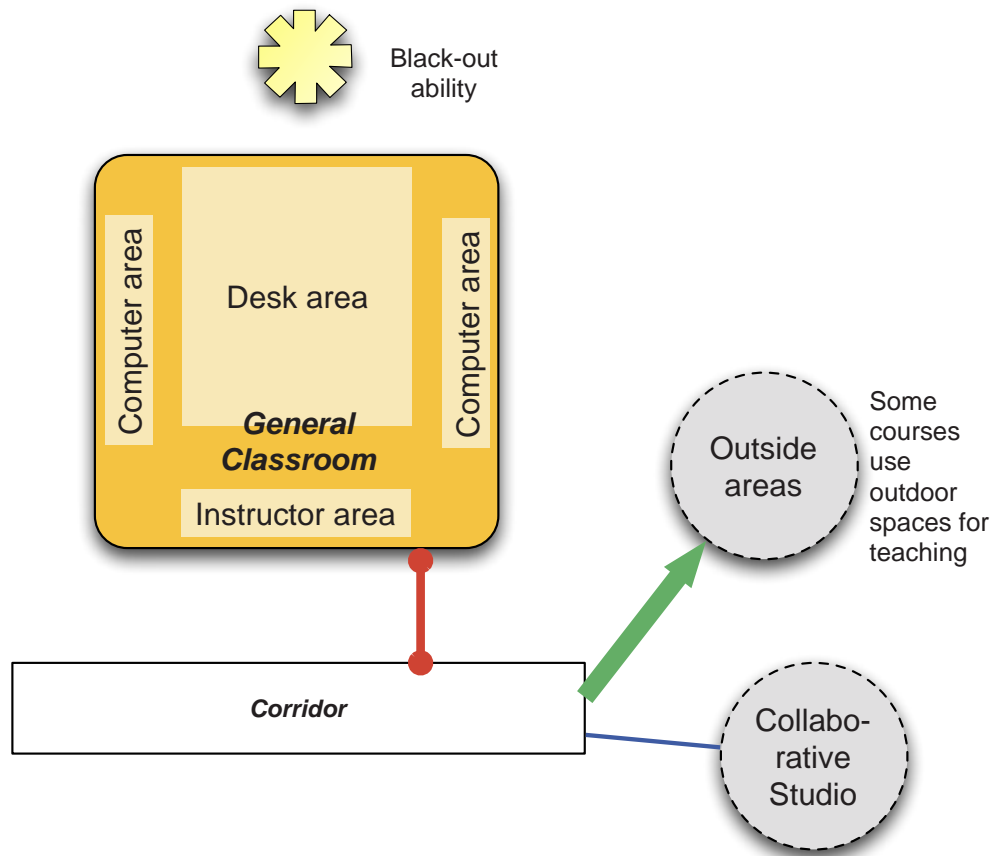 Black-out
ability
Computer area
Desk area
Computer area
General
Classroom
Instructor area
Outside
areas
Some
courses
use
outdoor
spaces for
teaching
Corridor
Collabo-
rative
Studio